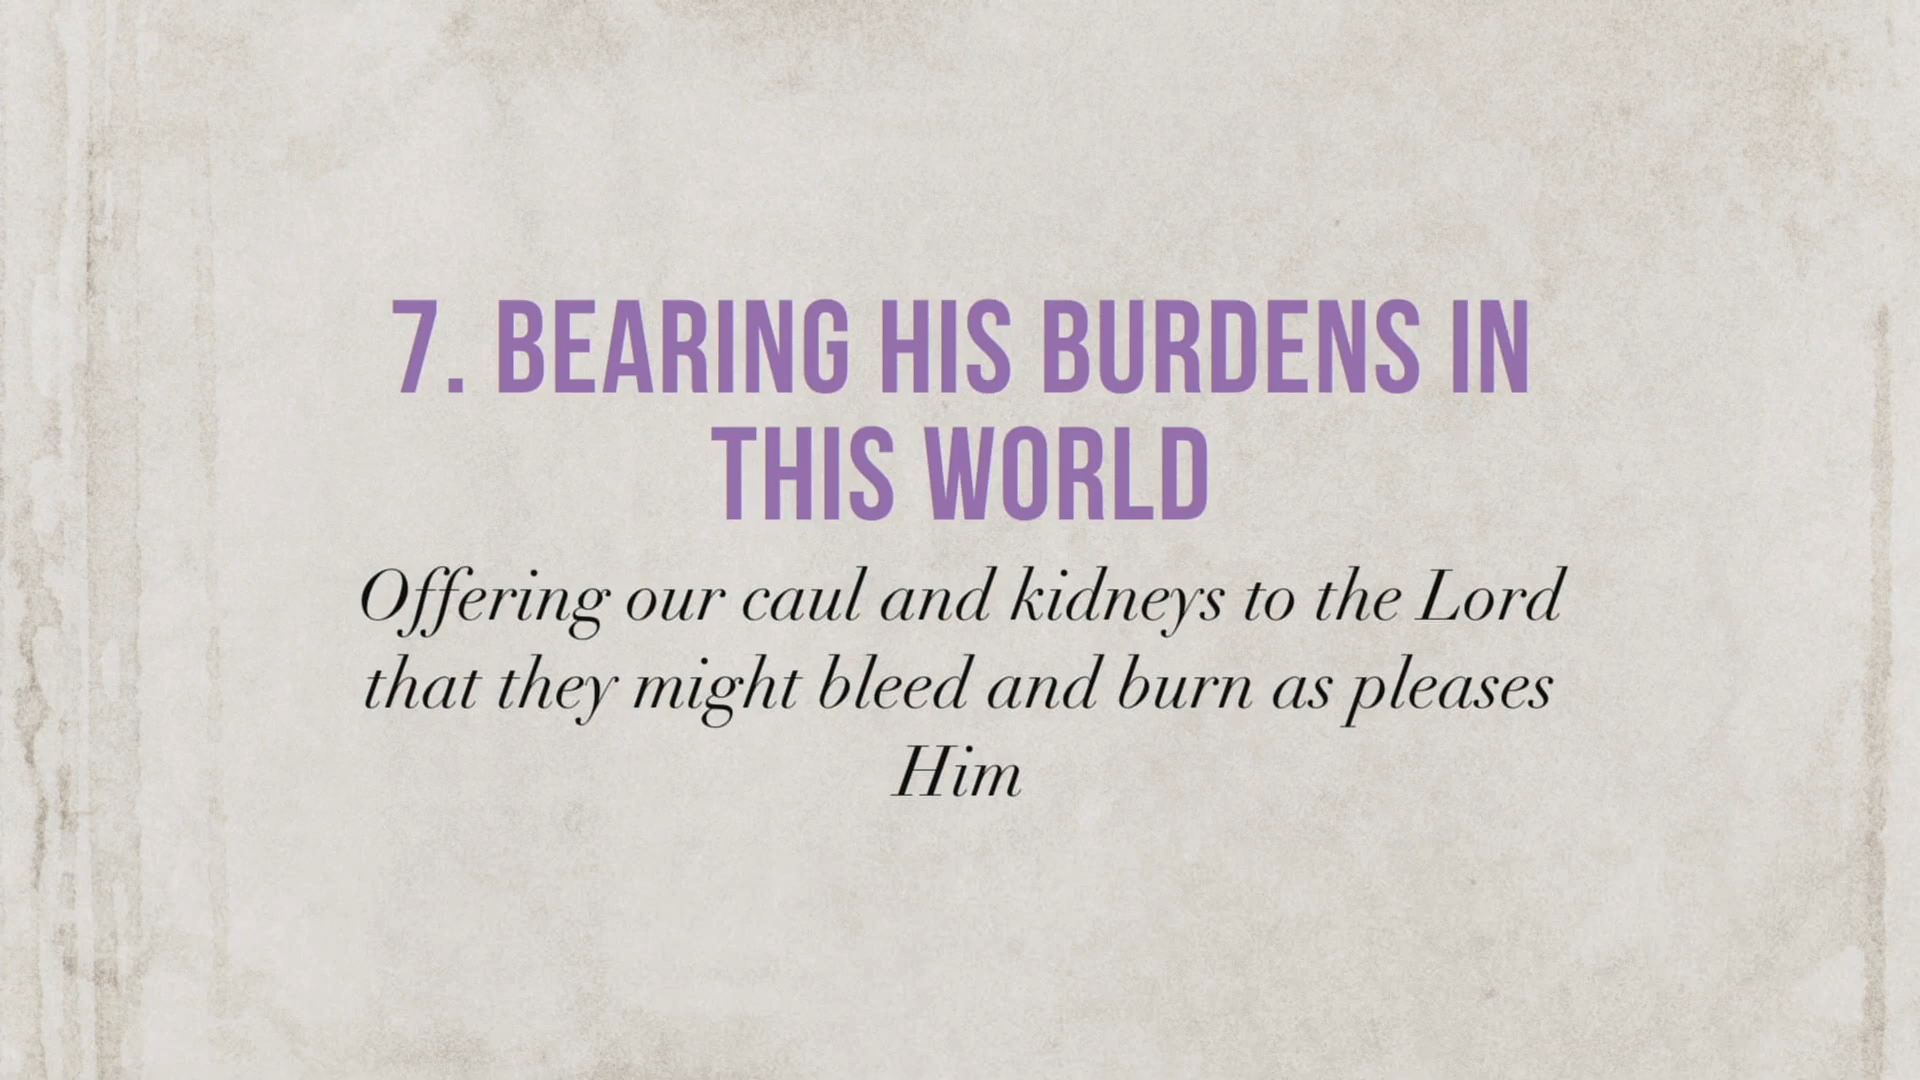 7. BEARING HIS BURDENS IN
THIS WORLD
Offering our caul and kidneys to the Lord
that they might bleed and burn as pleases
Him